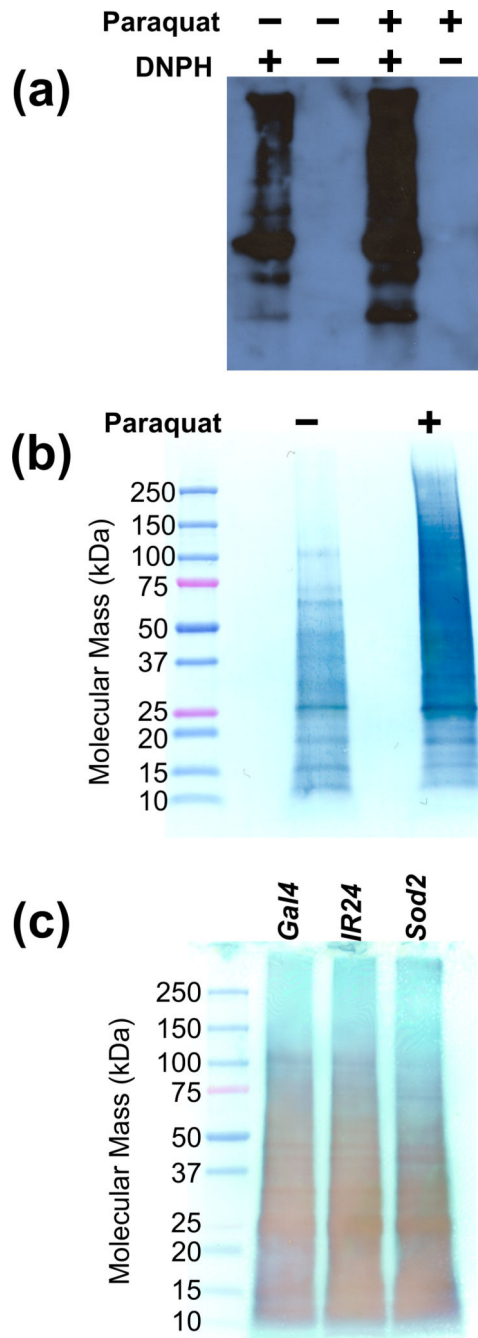 Paraquat − − + +
(a) DNPH + − + −
Paraquat − +
(b)
Molecular Mass (kDa)
250
150
100
75
50
37
25
20
15
10
(c)
Gal4 IR24 Sod2
Molecular Mass (kDa)
250
150
100
75
50
37
25
20
15
10